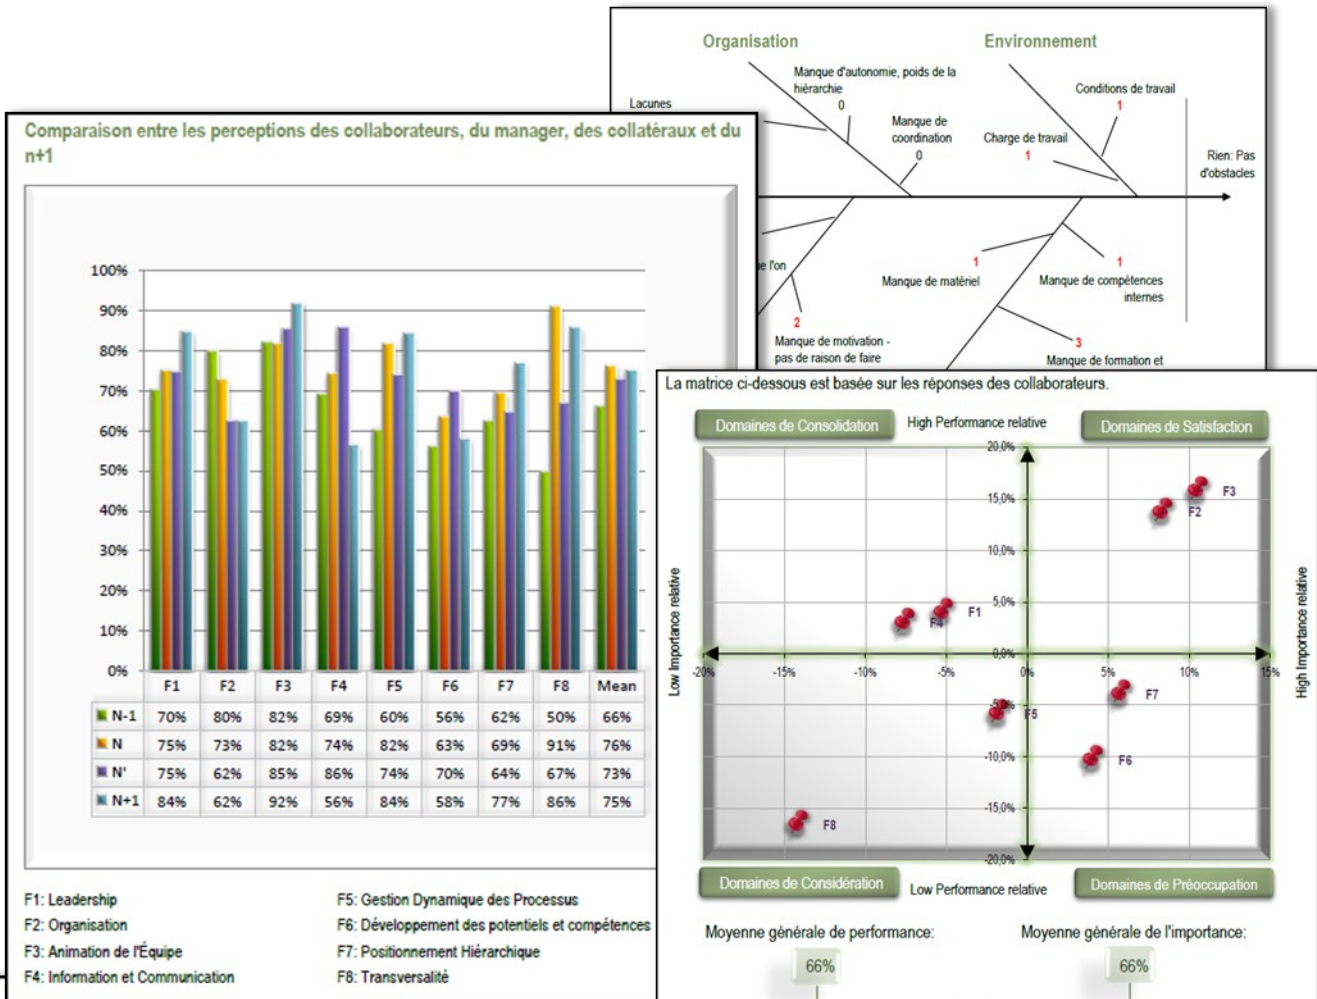 Organisation
Environnement
Manque d'autonomie, poids de la
hiérarchie
0
Conditions de travail
1
Lacunes
Manque de
coordination
0
Charge de travail
1
Rien: Pas
d'obstacles
e l'on
1
Manque de matériel
1
Manque de compétences
internes
2
Manque de motivation -
pas de raison de faire
3
Manque de formation et
Comparaison entre les perceptions des collaborateurs, du manager, des collatéraux et du
n+1
100%
90%
80%
70%
60%
50%
40%
30%
20%
10%
0%
F1 F2 F3 F4 F5 F6 F7 F8 Mean
N-1 70% 80% 82% 69% 60% 56% 62% 50% 66%
N 75% 73% 82% 74% 82% 63% 69% 91% 76%
N' 75% 62% 85% 86% 74% 70% 64% 67% 73%
N+1 84% 62% 92% 56% 84% 58% 77% 86% 75%
F1: Leadership
F2: Organisation
F3: Animation de l'Équipe
F4: Information et Communication
F5: Gestion Dynamique des Processus
F6: Développement des potentiels et compétences
F7: Positionnement Hiérarchique
F8: Transversalité
La matrice ci-dessous est basée sur les réponses des collaborateurs.
Domaines de Consolidation
High Performance relative
Domaines de Satisfaction
20,0%
15,0%
10,0%
5,0%
0,0%
-5,0%
-10,0%
-15,0%
-20,0%
-20% -15% -10% -5% 0% 5% 10% 15%
F3
F2
F1
F4
F7
F5
F6
F8
Low Importance relative
High Importance relative
Domaines de Considération
Low Performance relative
Domaines de Préoccupation
Moyenne générale de performance:
66%
Moyenne générale de l'importance:
66%